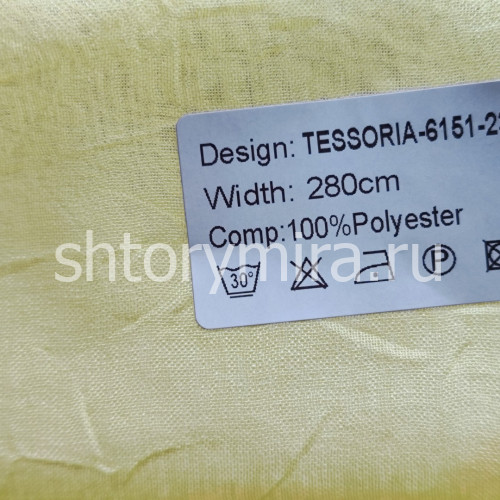 Design: TESSORIA-6151-2
Width: 280cm
Comp:100%Polyester
shtorymira.ru
30° P